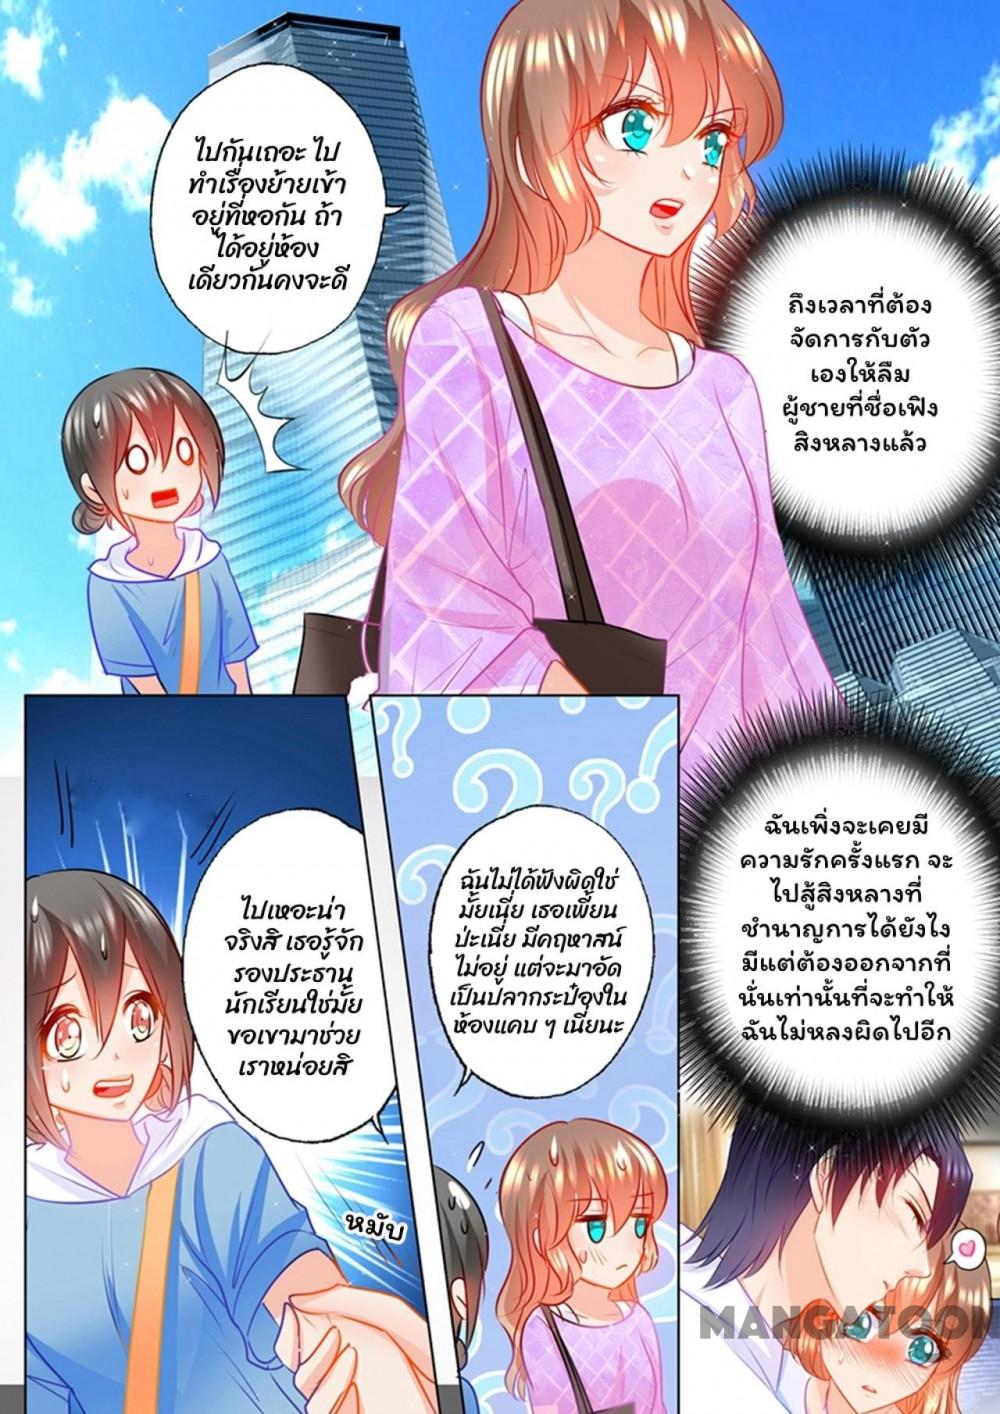 ไปกันเถอะ ไป
ทำเรื่องย้ายเข้า
อยู่ที่หอกัน ถ้า
ได้อยู่ห้อง
เดียวกันคงจะดี
ถึงเวลาที่ต้อง
จัดการกับตัว
เองให้ลืม
ผู้ชายที่ชื่อเฟิง
สิงหลางแล้ว
ฉันเพิ่งจะเคยมี
ความรักครั้งแรก จะ
ไปสู้สิงหลางที่
ชำนาญการได้ยังไง
มีแต่ต้องออกจากที่
นั่นเท่านั้นที่จะทำให้
ฉันไม่หลงผิดไปอีก
ฉันไม่ได้ฟังผิดใช่
มั้ยเนี่ย เธอเพี้ยน
ปะเนี่ย มีคฤหาสน์
ไม่อยู่ แต่จะมาอัด
เป็นปลากระป๋องใน
ห้องแคบ ๆ เนี่ยนะ
ไปเหอะน่า
จริงสิ เธอรู้จัก
รองประธาน
นักเรียนใช่มั้ย
ขอเขามาช่วย
เราหน่อยสิ
หมับ
MANGATOON